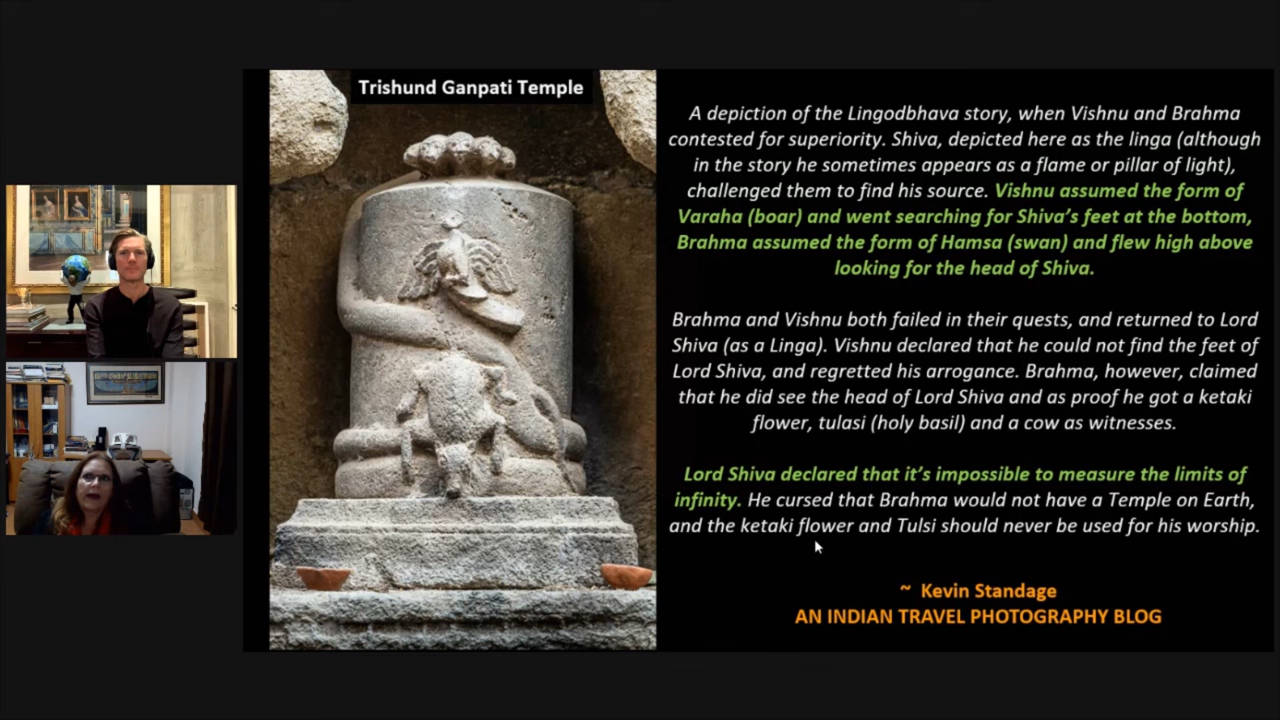 Trishund Ganpati Temple
A depiction of the Lingodbhava story, when Vishnu and Brahma
contested for superiority. Shiva, depicted here as the linga (although
in the story he sometimes appears as a flame or pillar of light),
challenged them to find his source. Vishnu assumed the form of
Varaha (boar) and went searching for Shiva's feet at the bottom,
Brahma assumed the form of Hamsa (swan) and flew high above
looking for the head of Shiva.
Brahma and Vishnu both failed in their quests, and returned to Lord
Shiva (as a Linga). Vishnu declared that he could not find the feet of
Lord Shiva, and regretted his arrogance. Brahma, however, claimed
that he did see the head of Lord Shiva and as proof he got a ketaki
flower, tulasi (holy basil) and a cow as witnesses.
Lord Shiva declared that it's impossible to measure the limits of
infinity. He cursed that Brahma would not have a Temple on Earth,
and the ketaki flower and Tulsi should never be used for his worship.
~ Kevin Standage
AN INDIAN TRAVEL PHOTOGRAPHY BLOG